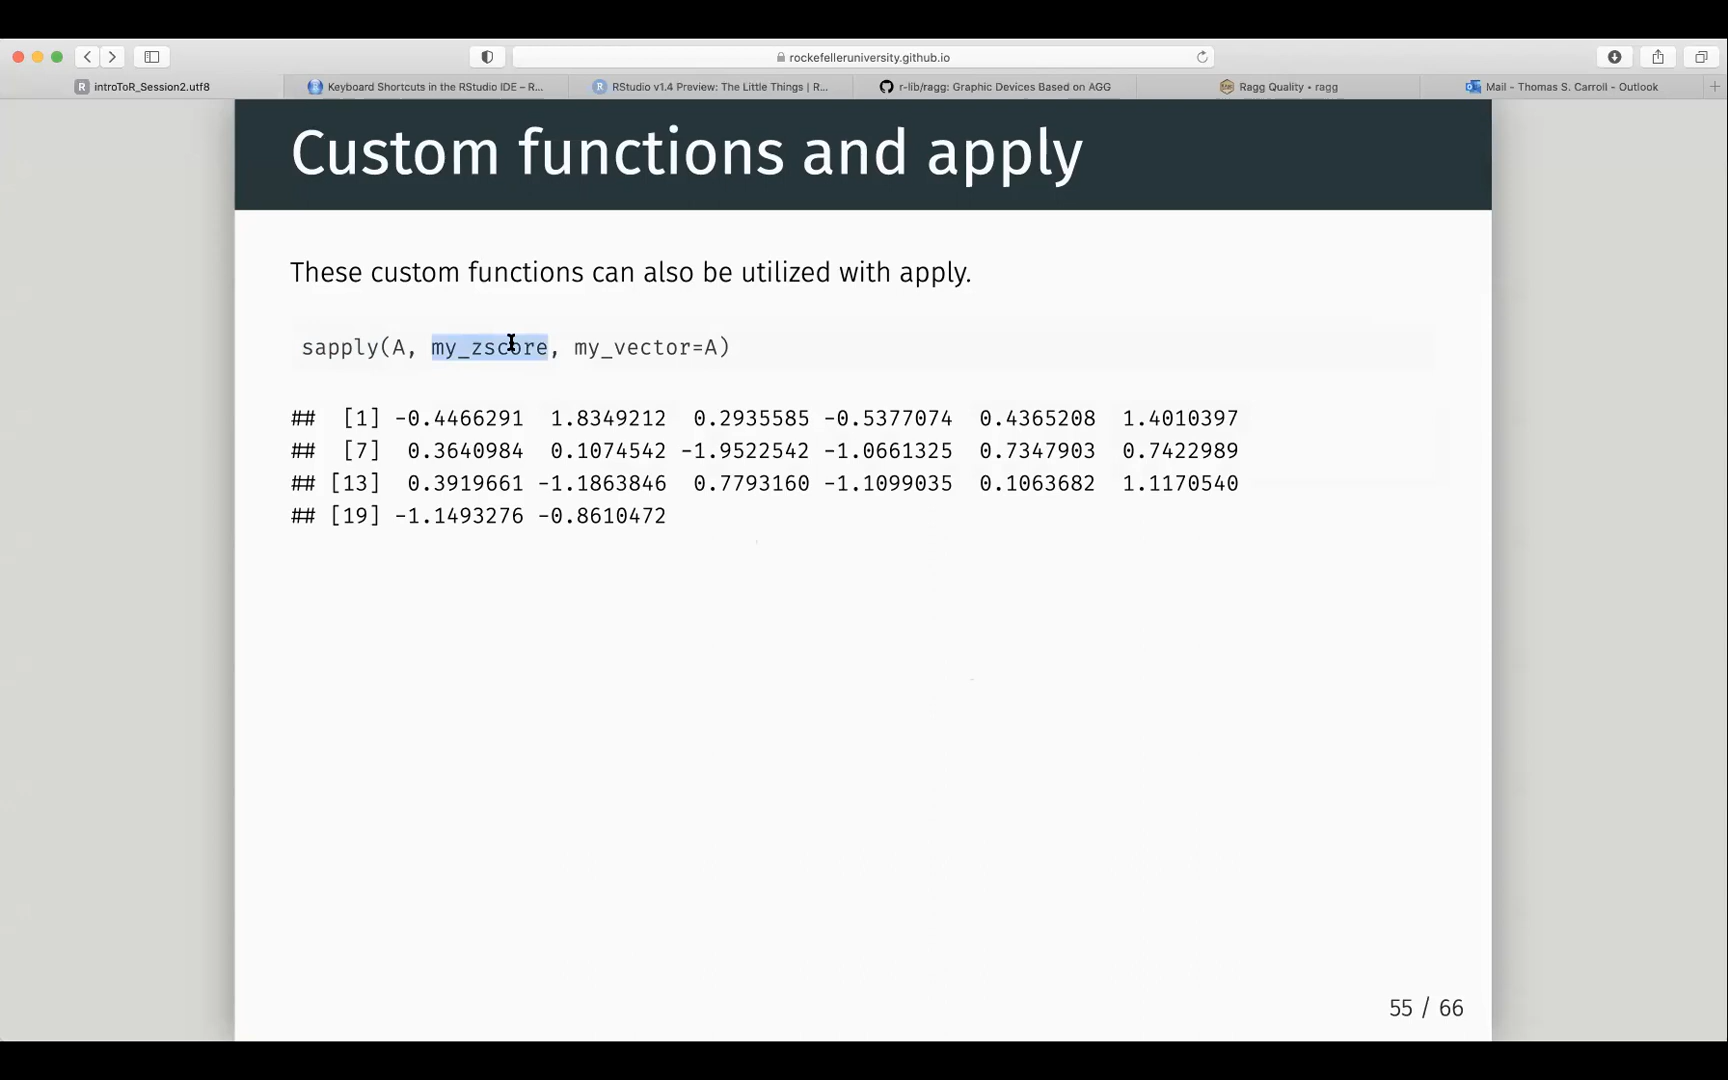 rockefelleruniversity.github.io
introToR_Session2.utf8
Keyboard Shortcuts in the RStudio IDE – R...
RStudio v1.4 Preview: The Little Things | R...
r-lib/ragg: Graphic Devices Based on AGG
Ragg Quality • ragg
Mail - Thomas S. Carroll - Outlook
Custom functions and apply
These custom functions can also be utilized with apply.
sapply(A, my_zscore, my_vector=A)
##  [1] -0.4466291  1.8349212  0.2935585 -0.5377074  0.4365208  1.4010397
##  [7]  0.3640984  0.1074542 -1.9522542 -1.0661325  0.7347903  0.7422989
## [13]  0.3919661 -1.1863846  0.7793160 -1.1099035  0.1063682  1.1170540
## [19] -1.1493276 -0.8610472
55 / 66